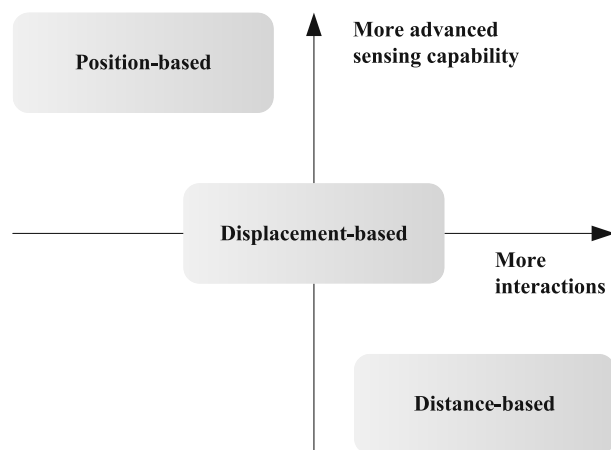 Position-based
More advanced
sensing capability
Displacement-based
More
interactions
Distance-based